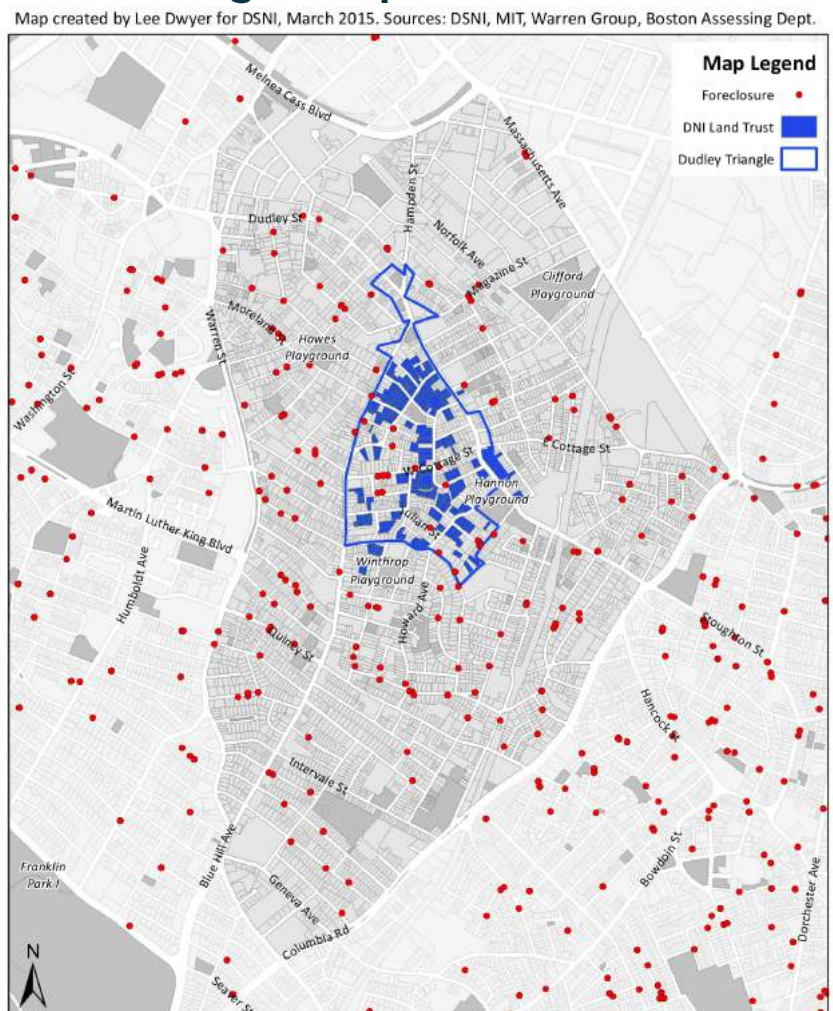 Map created by Lee Dwyer for DSNI, March 2015. Sources: DSNI, MIT, Warren Group, Boston Assessing Dept.
Map Legend
Foreclosure
DNI Land Trust
Dudley Triangle
Melnea Cass Blvd
Massachusetts Ave
Hampden St
Dudley St
Norfolk Ave
Magazine St
Clifford
Playground
Moreland St
Howes
Playground
Warren St
Washington St
E Cottage St
W Cottage St
Hannon
Playground
Julian St
Martin Luther King Blvd
Winthrop
Playground
Humboldt Ave
Howard Ave
Stoughton St
Quincy St
Hancock St
Intervale St
Blue Hill Ave
Bowdoin St
Franklin
Park I
Geneva Ave
Dorchester Ave
Columbia Rd
N
Seaver St